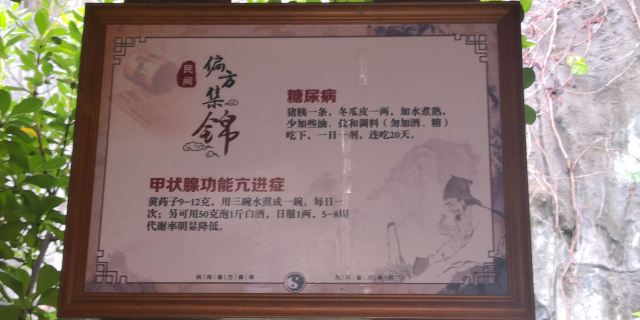 民间
偏方集锦
糖尿病
猪胰一条，冬瓜皮一两，加水煮熟，
少加些油、盐和调料（勿加酒、糖）
吃下，一日一剂，连吃20天。
甲状腺功能亢进症
黄药子9-12克，用三碗水煎成一碗，每日一
次；另可用50克泡1斤白酒，日服1两，5-8周
代谢率明显降低。